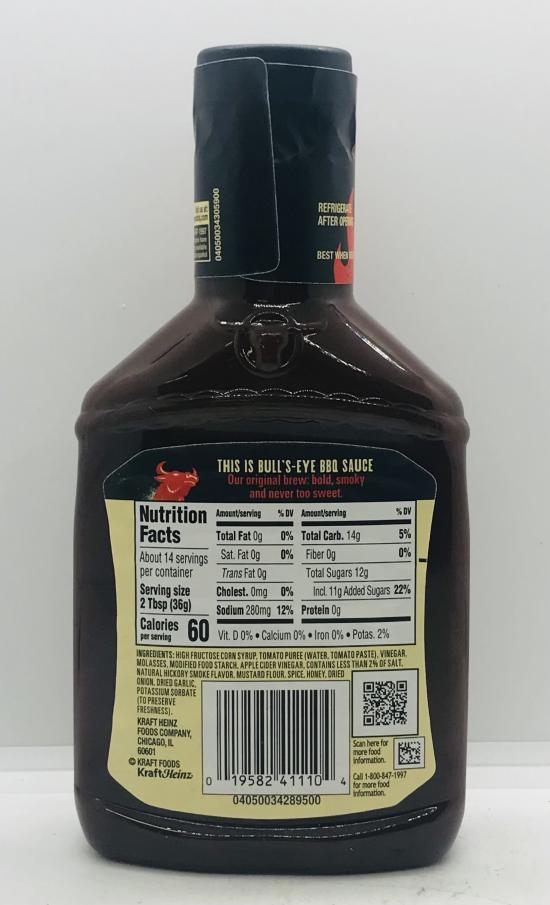 04050034305900
REFRIGERATE
AFTER OPENING
BEST WHEN
THIS IS BULL'S-EYE BBQ SAUCE
Our original brew: bold, smoky
and never too sweet.
Nutrition
Facts
About 14 servings
per container
Serving size
2 Tbsp (36g)
Calories 60
per serving
Amount/serving % DV
Total Fat 0g 0%
Sat. Fat 0g 0%
Trans Fat 0g
Cholest. 0mg 0%
Sodium 280mg 12%
Amount/serving % DV
Total Carb. 14g 5%
Fiber 0g 0%
Total Sugars 12g
Incl. 11g Added Sugars 22%
Protein 0g
Vit. D 0% • Calcium 0% • Iron 0% • Potas. 2%
INGREDIENTS: HIGH FRUCTOSE CORN SYRUP, TOMATO PUREE (WATER, TOMATO PASTE), VINEGAR,
MOLASSES, MODIFIED FOOD STARCH, APPLE CIDER VINEGAR, CONTAINS LESS THAN 2% OF SALT,
NATURAL HICKORY SMOKE FLAVOR, MUSTARD FLOUR, SPICE, HONEY, DRIED
ONION, DRIED GARLIC,
POTASSIUM SORBATE
(TO PRESERVE
FRESHNESS).
KRAFT HEINZ
FOODS COMPANY,
CHICAGO, IL
60601
© KRAFT FOODS
KraftHeinz
0 19582 41110 4
04050034289500
Scan here for
more food
information.
Call 1-800-847-1997
for more food
information.